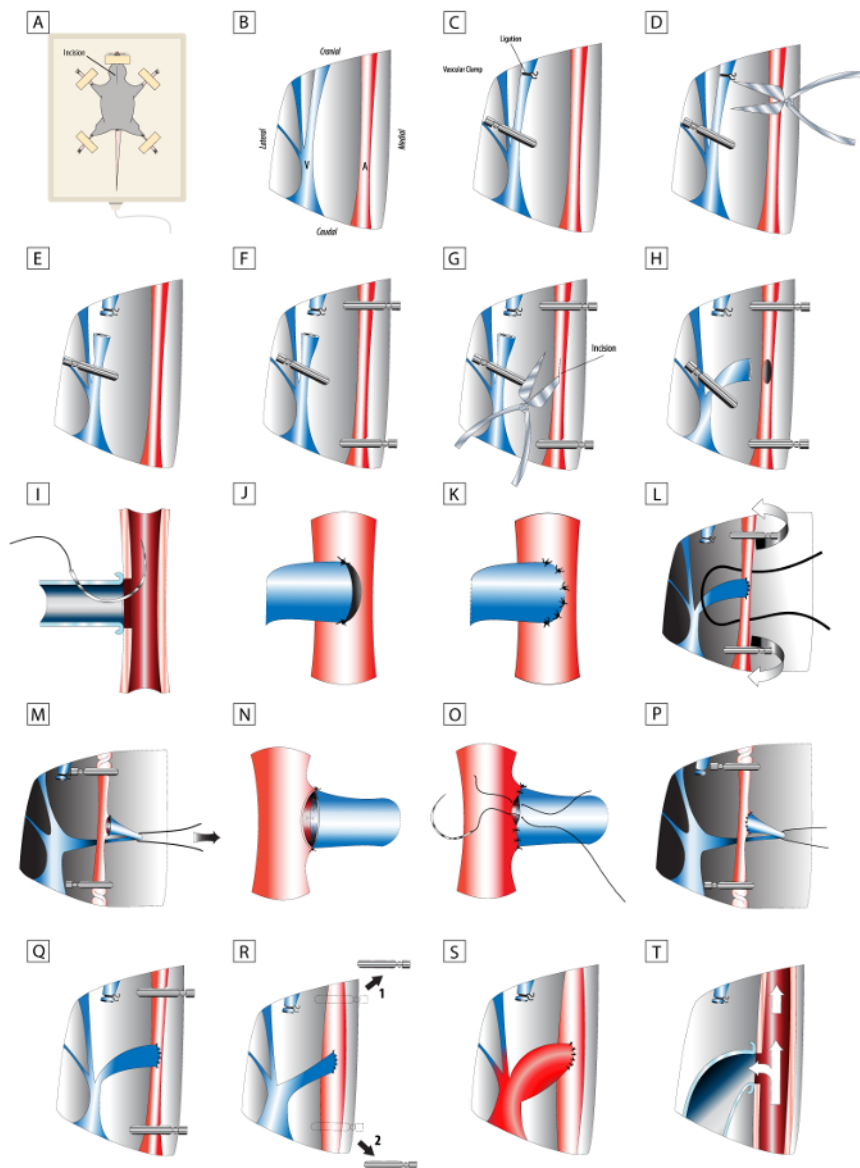 A
Incision
B
Cranial
Lateral
V
A
Medial
Caudal
C
Ligation
Vascular Clamp
D
E
F
G
Incision
H
I
J
K
L
M
N
O
P
Q
R
1
2
S
T